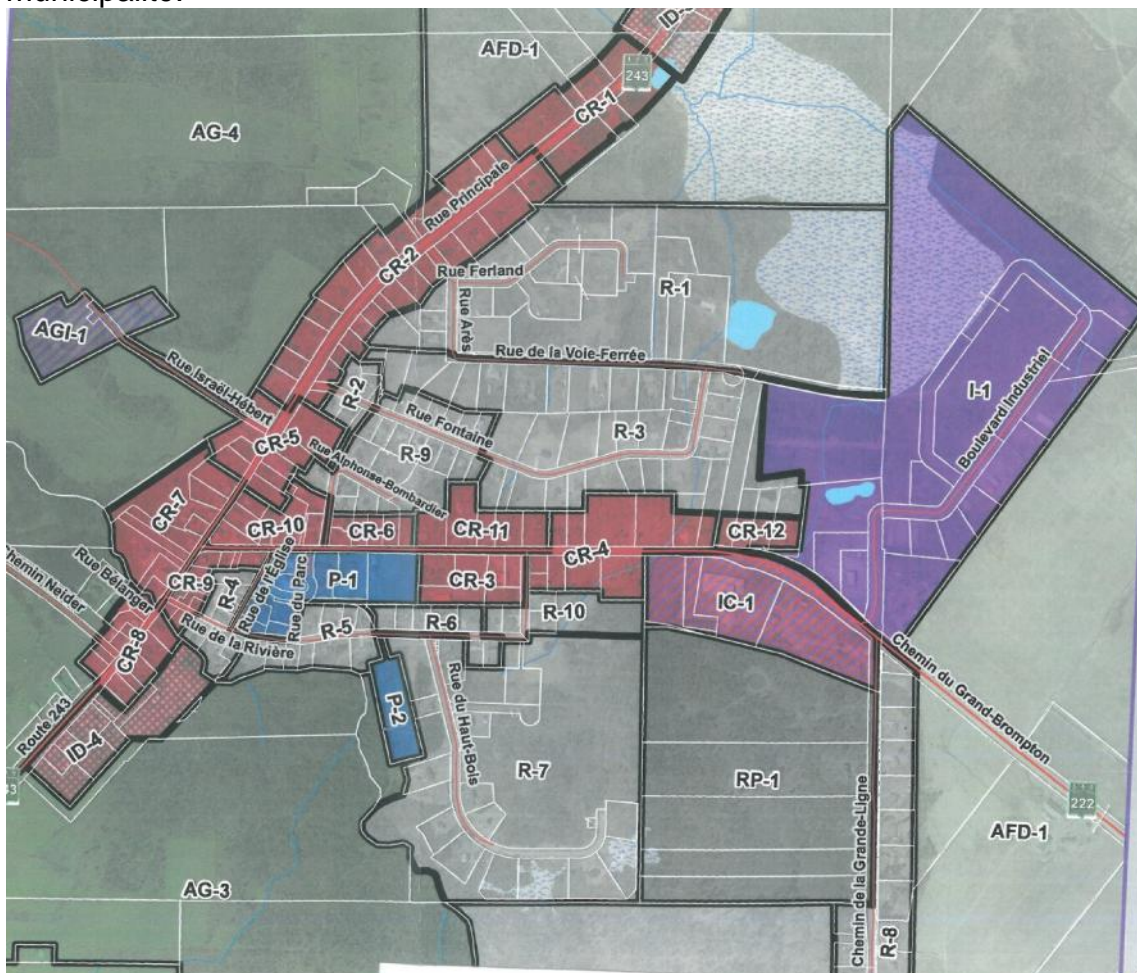 municipalité.
ID-
AFD-1
243
CR-1
AG-4
Rue Principale
CR-2
Rue Ferland
R-1
Rue Arès
AGI-1
Rue de la Voie-Ferrée
Rue Israël-Hébert
R-2
I-1
Boulevard Industriel
Rue Fontaine
R-3
CR-5
R-9
Rue Alphonse-Bombardier
CR-7
CR-10
CR-6
CR-11
CR-12
CR-4
Rue Bélanger
Chemin Neider
CR-9
R-4
Rue de l'Église
Rue du Parc
P-1
CR-3
IC-1
R-10
R-6
R-5
Rue de la Rivière
CR-8
Chemin du Grand-Brompton
P-2
Rue du Haut-Bois
Route 243
ID-4
R-7
RP-1
Chemin de la Grande-Ligne
222
AFD-1
43
AG-3
R-8